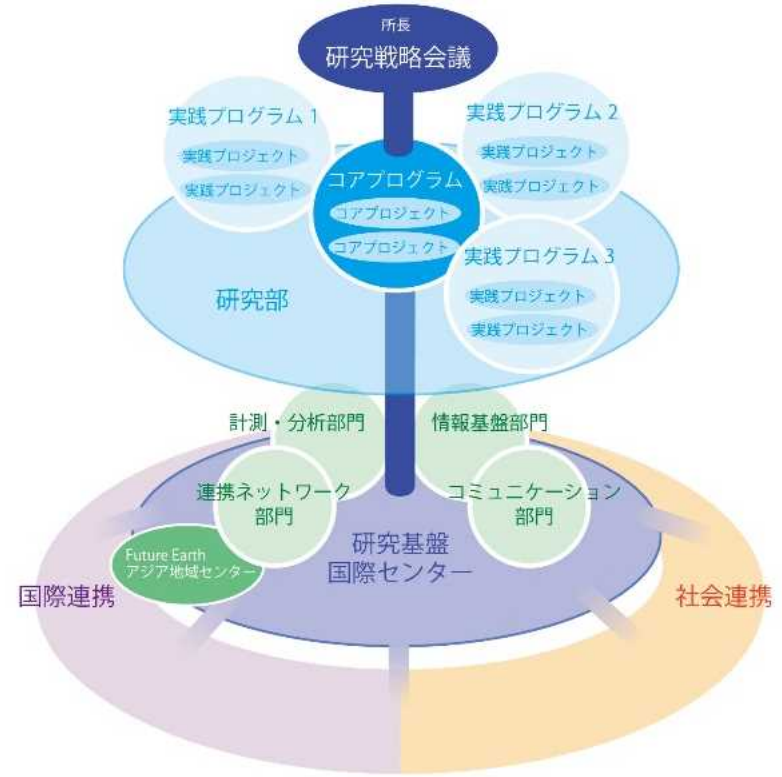 所長
研究戦略会議
実践プログラム 1
実践プロジェクト
実践プロジェクト
実践プログラム 2
実践プロジェクト
実践プロジェクト
コアプログラム
コアプロジェクト
コアプロジェクト
実践プログラム 3
実践プロジェクト
実践プロジェクト
研究部
計測・分析部門
情報基盤部門
連携ネットワーク
部門
コミュニケーション
部門
Future Earth
アジア地域センター
研究基盤
国際センター
国際連携
社会連携